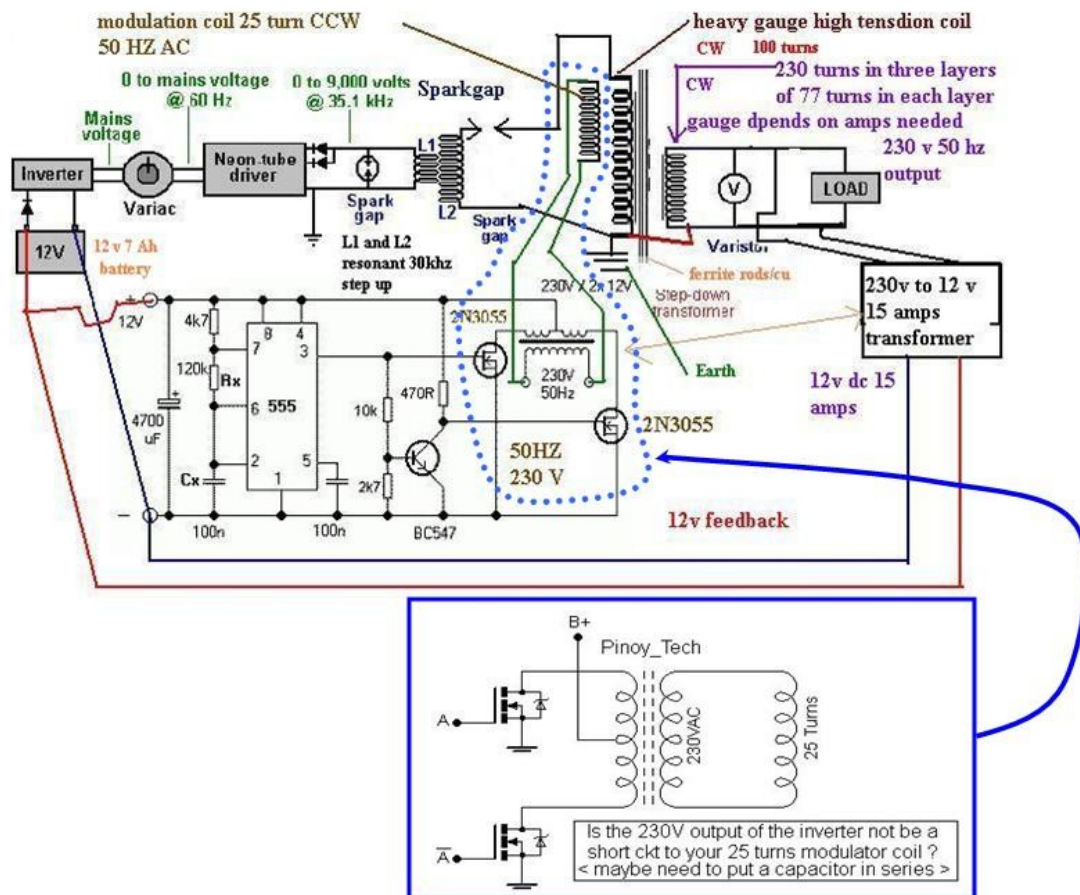 modulation coil 25 turn CCW
50 HZ AC
heavy gauge high tensdion coil
CW 100 turns
CW
230 turns in three layers
of 77 turns in each layer
gauge dpends on amps needed
230 v 50 hz
output
0 to mains voltage
@ 60 Hz
0 to 9,000 volts
@ 35.1 kHz
Sparkgap
Mains
voltage
L1
Inverter
Neon-tube
driver
Variac
Spark
gap
L2
Spark
gap
V
LOAD
Varistor
12V
12 v 7 Ah
battery
L1 and L2
resonant 30khz
step up
230V / 2x 12V
Step-down
transformer
ferrite rods/cu
230v to 12 v
15 amps
transformer
+
12V
4k7
8
4
7
3
2N3055
120k
Rx
470R
230V
50Hz
Earth
12v dc 15
amps
4700
uF
+
6
555
10k
2N3055
2
5
1
Cx
50HZ
230 V
2k7
–
100n
100n
BC547
12v feedback
B+
Pinoy_Tech
A
230VAC
25 Turns
A
Is the 230V output of the inverter not be a
short ckt to your 25 turns modulator coil ?
< maybe need to put a capacitor in series >